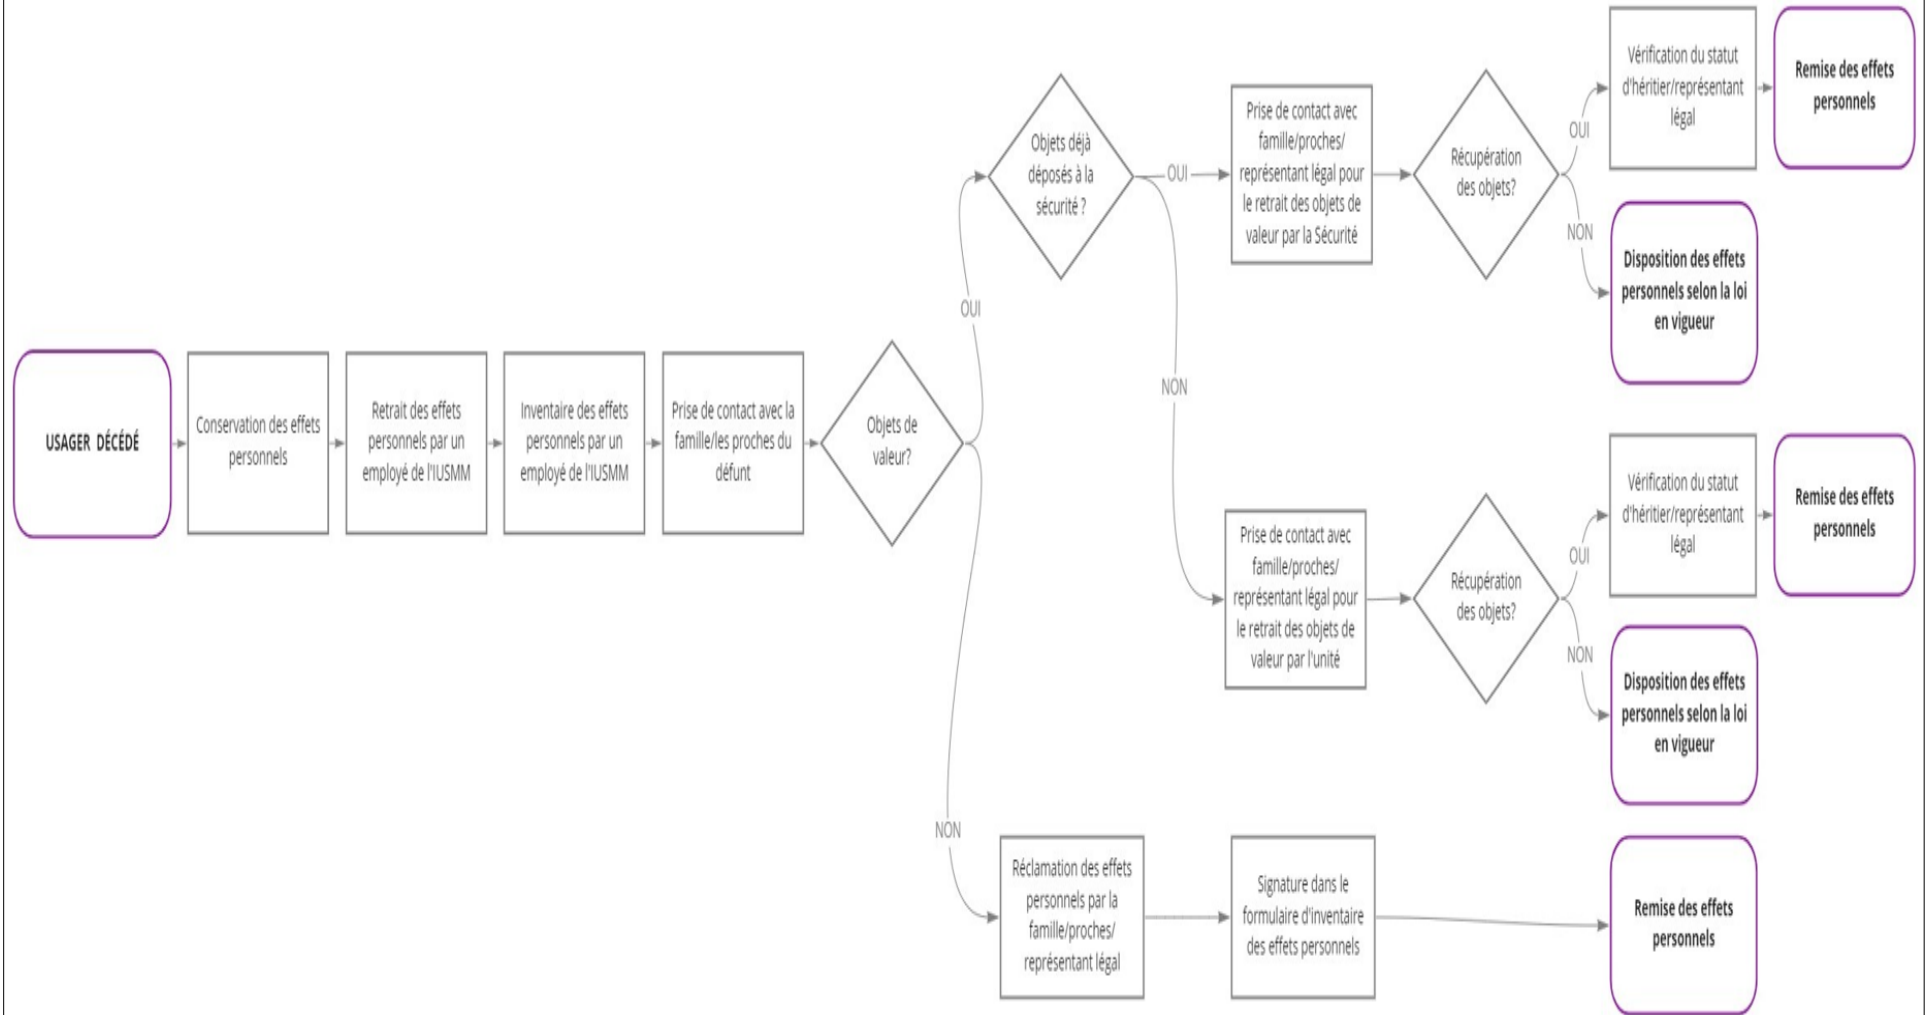 USAGER DÉCÉDÉ
Conservation des effets
personnels
Retrait des effets
personnels par un
employé de l'IUSMM
Inventaire des effets
personnels par un
employé de l'IUSMM
Prise de contact avec la
famille/les proches du
défunt
Objets de
valeur?
OUI
Objets déjà
déposés à la
sécurité ?
OUI
Prise de contact avec
famille/proches/
représentant légal pour
le retrait des objets de
valeur par la Sécurité
Récupération
des objets?
OUI
Vérification du statut
d'héritier/représentant
légal
Remise des effets
personnels
NON
Disposition des effets
personnels selon la loi
en vigueur
NON
Prise de contact avec
famille/proches/
représentant légal pour
le retrait des objets de
valeur par l'unité
Récupération
des objets?
OUI
Vérification du statut
d'héritier/représentant
légal
Remise des effets
personnels
NON
Disposition des effets
personnels selon la loi
en vigueur
NON
Réclamation des effets
personnels par la
famille/proches/
représentant légal
Signature dans le
formulaire d'inventaire
des effets personnels
Remise des effets
personnels